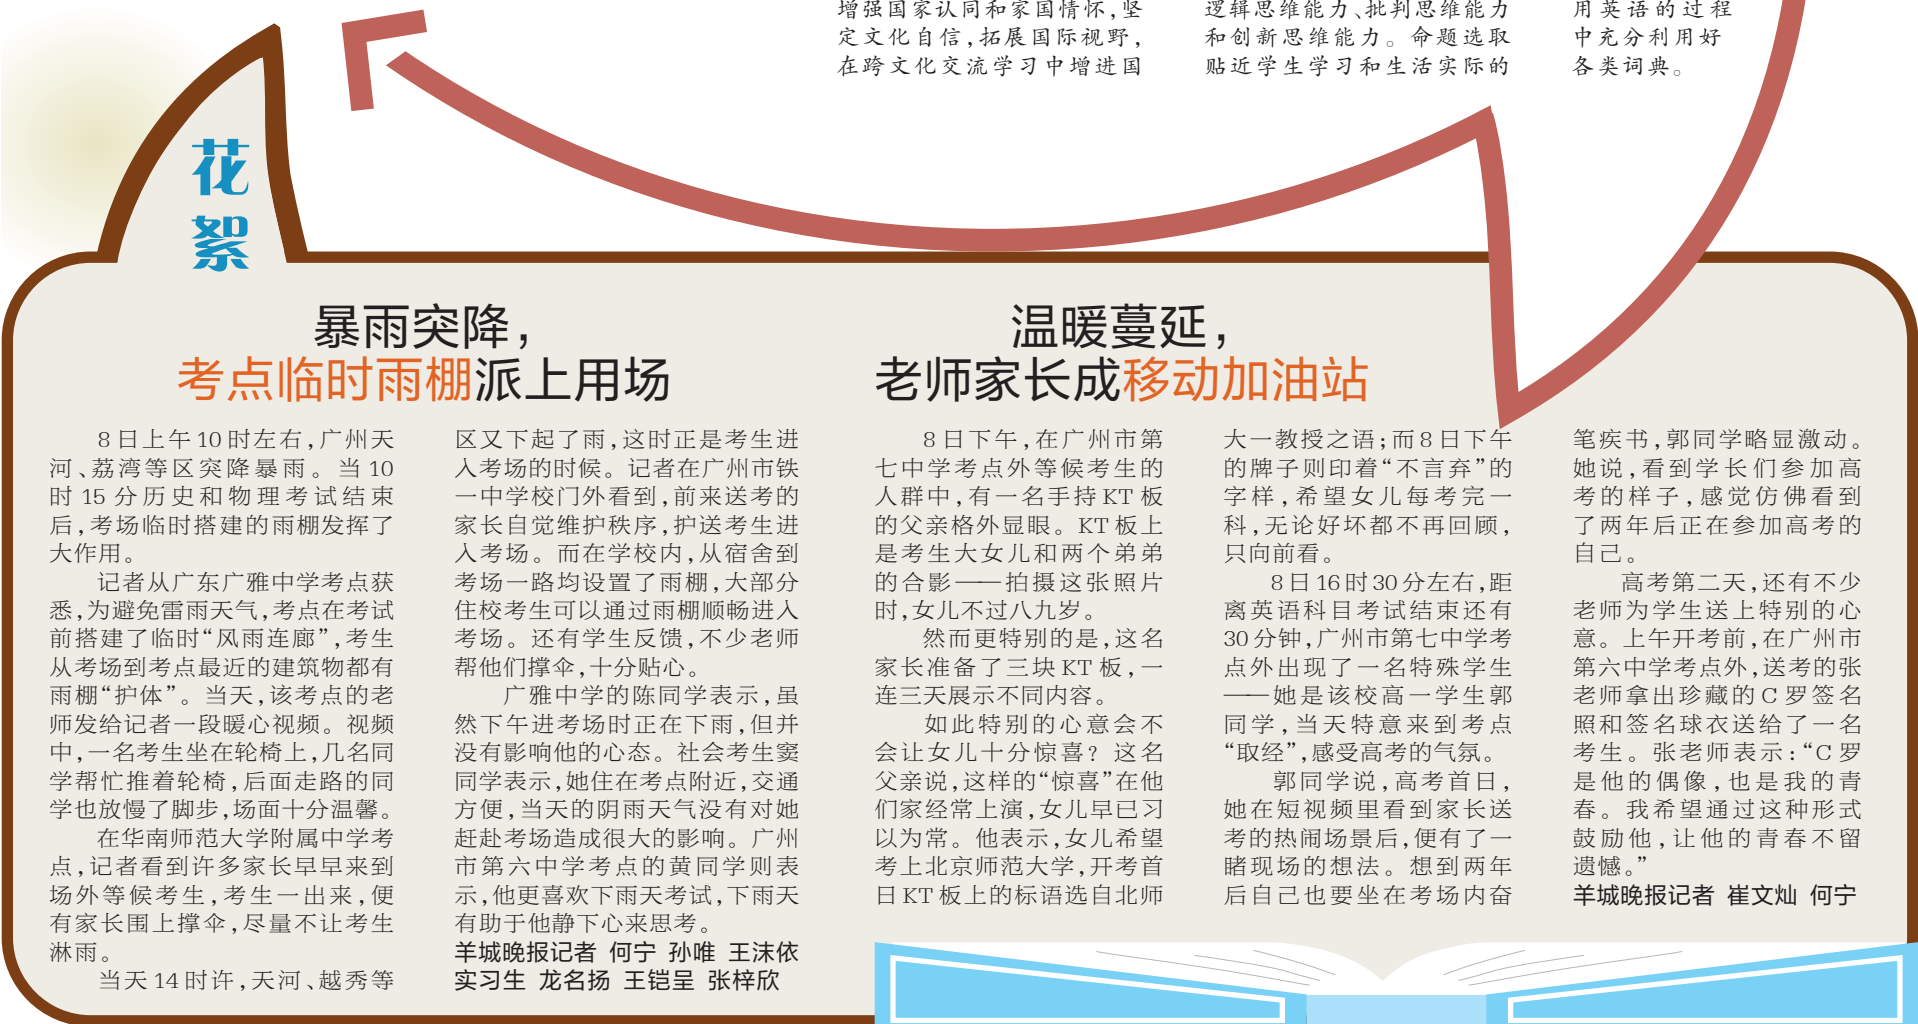 增强国家认同和家国情怀,坚
定文化自信,拓展国际视野,
在跨文化交流学习中增进国
逻辑思维能力、批判思维能力
和创新思维能力。命题选取
贴近学生学习和生活实际的
用英语的过程
中充分利用好
各类词典。
花
絮
暴雨突降,
考点临时雨棚派上用场
8日上午10时左右,广州天
河、荔湾等区突降暴雨。当10
时15分历史和物理考试结束
后,考场临时搭建的雨棚发挥了
大作用。
记者从广东广雅中学考点获
悉,为避免雷雨天气,考点在考试
前搭建了临时“风雨连廊”,考生
从考场到考点最近的建筑物都有
雨棚“护体”。当天,该考点的老
师发给记者一段暖心视频。视频
中,一名考生坐在轮椅上,几名同
学帮忙推着轮椅,后面走路的同
学也放慢了脚步,场面十分温馨。
在华南师范大学附属中学考
点,记者看到许多家长早早来到
场外等候考生,考生一出来,便
有家长围上撑伞,尽量不让考生
淋雨。
当天14时许,天河、越秀等
区又下起了雨,这时正是考生进
入考场的时候。记者在广州市铁
一中学校门外看到,前来送考的
家长自觉维护秩序,护送考生进
入考场。而在学校内,从宿舍到
考场一路均设置了雨棚,大部分
住校考生可以通过雨棚顺畅进入
考场。还有学生反馈,不少老师
帮他们撑伞,十分贴心。
广雅中学的陈同学表示,虽
然下午进考场时正在下雨,但并
没有影响他的心态。社会考生窦
同学表示,她住在考点附近,交通
方便,当天的阴雨天气没有对她
赶赴考场造成很大的影响。广州
市第六中学考点的黄同学则表
示,他更喜欢下雨天考试,下雨天
有助于他静下心来思考。
羊城晚报记者 何宁 孙唯 王沫依
实习生 龙名扬 王铠呈 张梓欣
温暖蔓延,
老师家长成移动加油站
8日下午,在广州市第
七中学考点外等候考生的
人群中,有一名手持KT板
的父亲格外显眼。KT板上
是考生大女儿和两个弟弟
的合影——拍摄这张照片
时,女儿不过八九岁。
然而更特别的是,这名
家长准备了三块KT板,一
连三天展示不同内容。
如此特别的心意会不
会让女儿十分惊喜?这名
父亲说,这样的“惊喜”在他
们家经常上演,女儿早已习
以为常。他表示,女儿希望
考上北京师范大学,开考首
日KT板上的标语选自北师
大一教授之语;而8日下午
的牌子则印着“不言弃”的
字样,希望女儿每考完一
科,无论好坏都不再回顾,
只向前看。
8日16时30分左右,距
离英语科目考试结束还有
30分钟,广州市第七中学考
点外出现了一名特殊学生
——她是该校高一学生郭
同学,当天特意来到考点
“取经”,感受高考的气氛。
郭同学说,高考首日,
她在短视频里看到家长送
考的热闹场景后,便有了一
睹现场的想法。想到两年
后自己也要坐在考场内奋
笔疾书,郭同学略显激动。
她说,看到学长们参加高
考的样子,感觉仿佛看到
了两年后正在参加高考的
自己。
高考第二天,还有不少
老师为学生送上特别的心
意。上午开考前,在广州市
第六中学考点外,送考的张
老师拿出珍藏的C罗签名
照和签名球衣送给了一名
考生。张老师表示:“C罗
是他的偶像,也是我的青
春。我希望通过这种形式
鼓励他,让他的青春不留
遗憾。”
羊城晚报记者 崔文灿 何宁